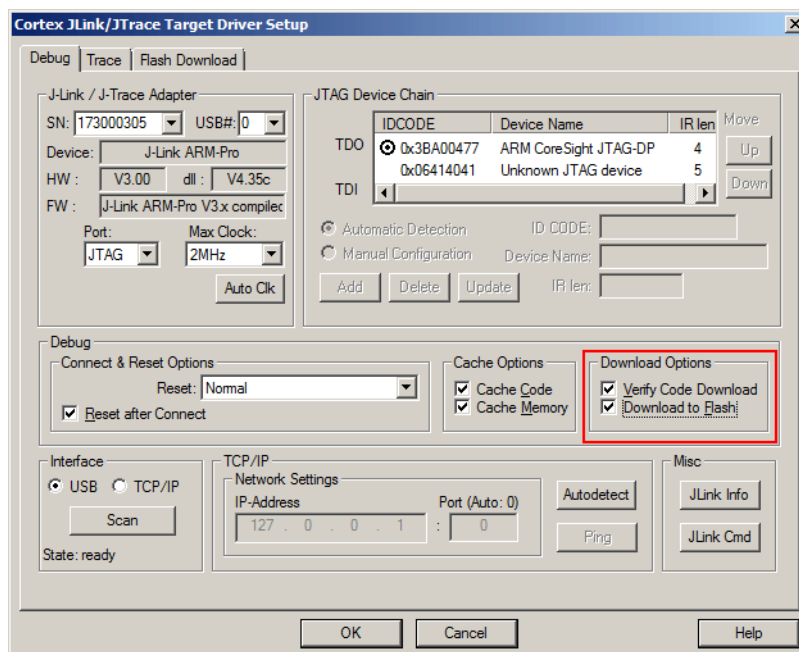 Cortex JLink/JTrace Target Driver Setup
Debug Trace Flash Download
J-Link / J-Trace Adapter
SN: 173000305 USB#: 0
Device: J-Link ARM-Pro
HW : V3.00 dll : V4.35c
FW : J-Link ARM-Pro V3.x compiled
Port: Max Clock:
JTAG 2MHz
Auto Clk
JTAG Device Chain
IDCODE Device Name IR len Move
TDO 0x3BA00477 ARM CoreSight JTAG-DP 4 Up
0x06414041 Unknown JTAG device 5
TDI Down
Automatic Detection ID CODE:
Manual Configuration Device Name:
Add Delete Update IR len:
Debug
Connect & Reset Options
Reset: Normal
Reset after Connect
Cache Options
Cache Code
Cache Memory
Download Options
Verify Code Download
Download to Flash
Interface
USB TCP/IP
Scan
State: ready
TCP/IP
Network Settings
IP-Address Port (Auto: 0)
127 . 0 . 0 . 1 : 0
Autodetect
Ping
Misc
JLink Info
JLink Cmd
OK Cancel Help